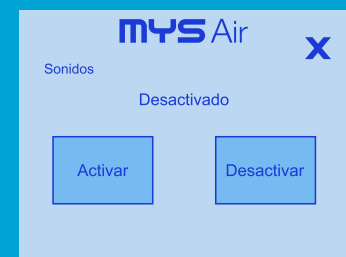 mys Air
X
Sonidos
Desactivado
Activar
Desactivar